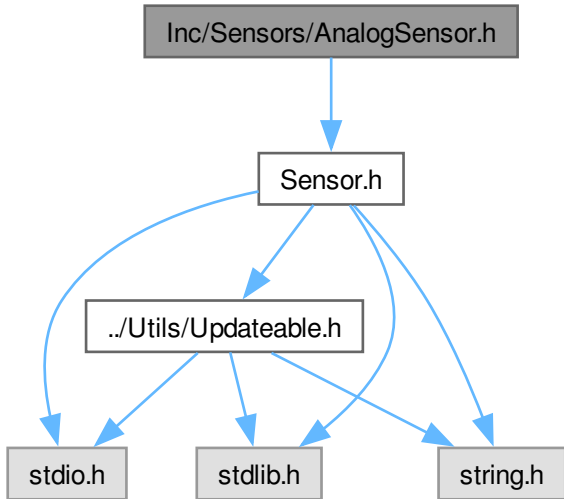 Inc/Sensors/AnalogSensor.h
Sensor.h
../Utils/Updateable.h
stdio.h
stdlib.h
string.h